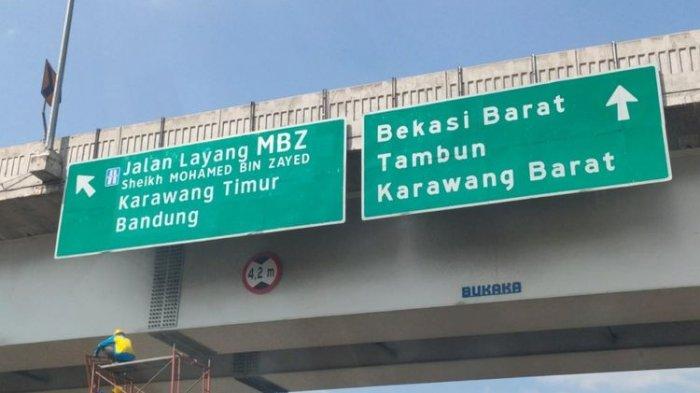 Jalan Layang MBZ
Sheikh MOHAMED BIN ZAYED
Karawang Timur
Bandung
Bekasi Barat
Tambun
Karawang Barat
4.2 m
BUKAKA